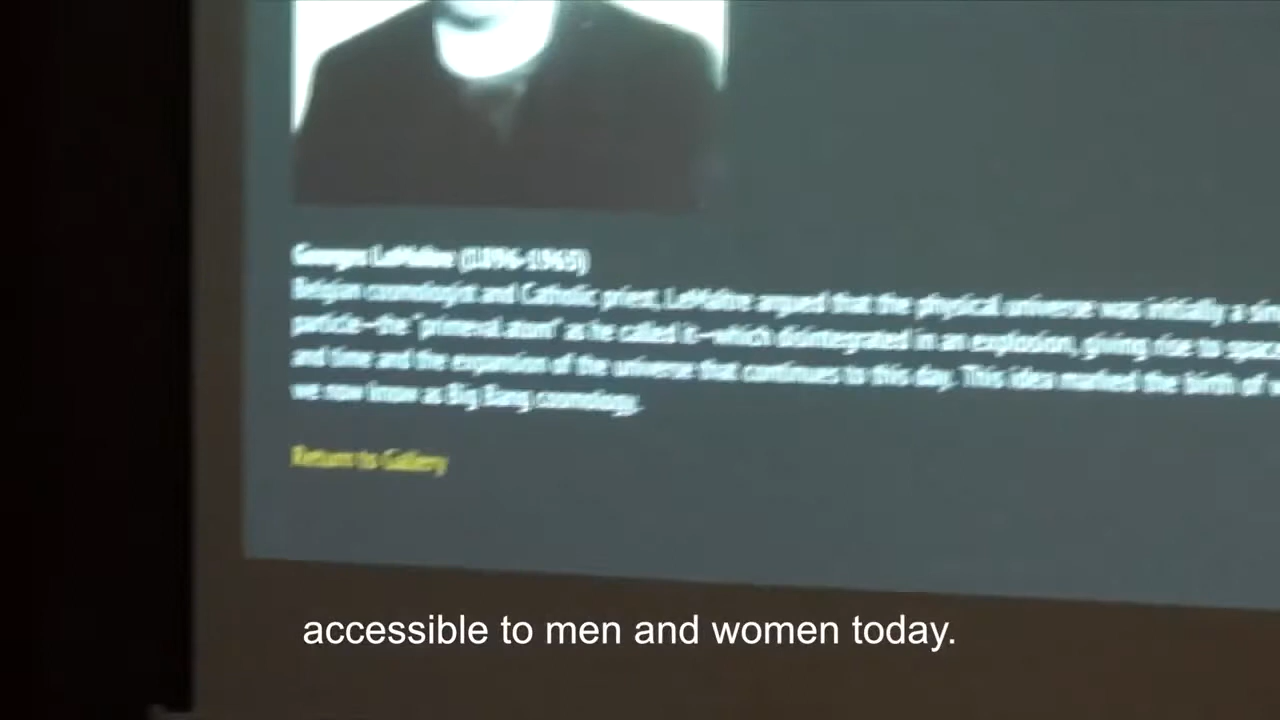 Georges LeMaître (1896-1965)
Belgian cosmologist and Catholic priest, LeMaître argued that the physical universe was initially a
particle—the "primeval atom" as he called it—which disintegrated in an explosion, giving rise to space
and time and the expansion of the universe that continues to this day. This idea marked the birth of
we now know as Big Bang cosmology.
Return to Gallery
accessible to men and women today.